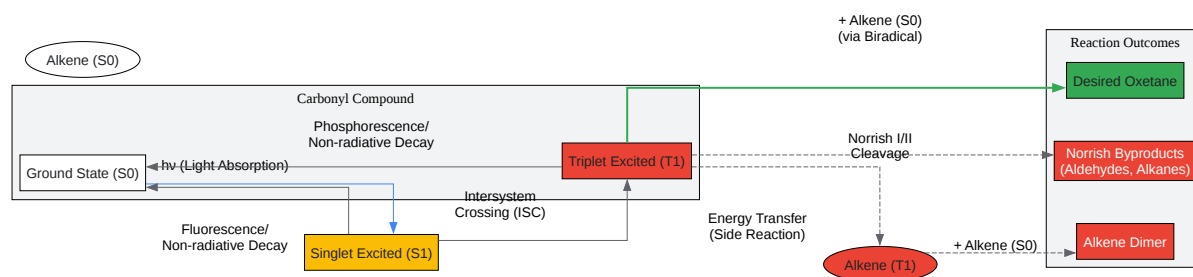 + Alkene (S0)
(via Biradical)
Reaction Outcomes
Alkene (S0)
Desired Oxetane
Carbonyl Compound
Phosphorescence/
Non-radiative Decay
Norrish I/II
Cleavage
hν (Light Absorption)
Triplet Excited (T1)
Norrish Byproducts
(Aldehydes, Alkanes)
Ground State (S0)
Intersystem
Crossing (ISC)
Fluorescence/
Non-radiative Decay
Energy Transfer
(Side Reaction)
Singlet Excited (S1)
+ Alkene (S0)
Alkene Dimer
Alkene (T1)